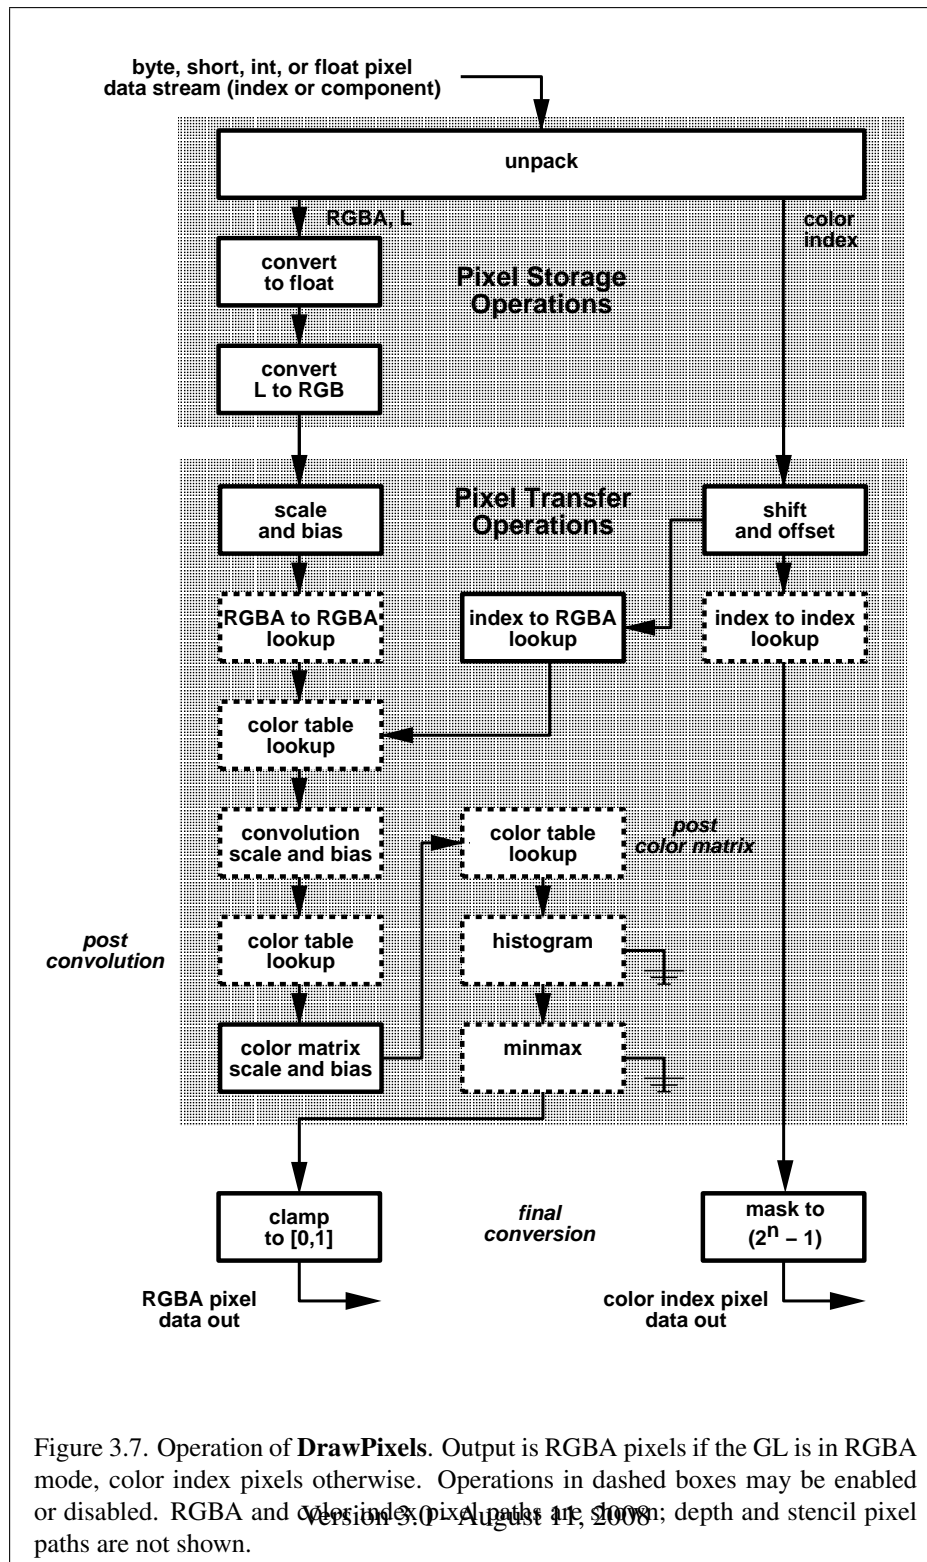 byte, short, int, or float pixel
data stream (index or component)
unpack
RGBA, L
color
index
convert
to float
Pixel Storage
Operations
convert
L to RGB
scale
and bias
Pixel Transfer
Operations
shift
and offset
RGBA to RGBA
lookup
index to RGBA
lookup
index to index
lookup
color table
lookup
convolution
scale and bias
color table
lookup
post
color matrix
post
convolution
color table
lookup
histogram
color matrix
scale and bias
minmax
clamp
to [0,1]
final
conversion
mask to
(2^n − 1)
RGBA pixel
data out
color index pixel
data out
Figure 3.7. Operation of DrawPixels. Output is RGBA pixels if the GL is in RGBA
mode, color index pixels otherwise. Operations in dashed boxes may be enabled
or disabled. RGBA and color index pixel paths are shown; depth and stencil pixel
Version 3.0 - August 11, 2008
paths are not shown.